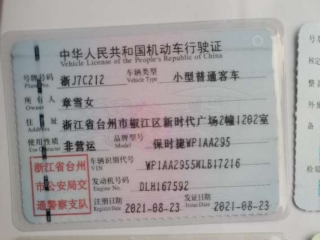 中华人民共和国机动车行驶证
Vehicle License of the People's Republic of China
号牌号码 浙J7C212 车辆类型 小型普通客车
Plate No. Vehicle Type
所有人 章雪女
Owner
住址 浙江省台州市椒江区新时代广场2幢1202室
Address
使用性质 非营运 品牌型号 保时捷WP1AA295
Use Character Model
浙江省台州
市公安局交
通警察支队
车辆识别代号 WP1AA2955MLB17216
VIN
发动机号码 DLH167592
Engine No.
注册日期 2021-08-23 发证日期 2021-08-23
Register Date Issue Date